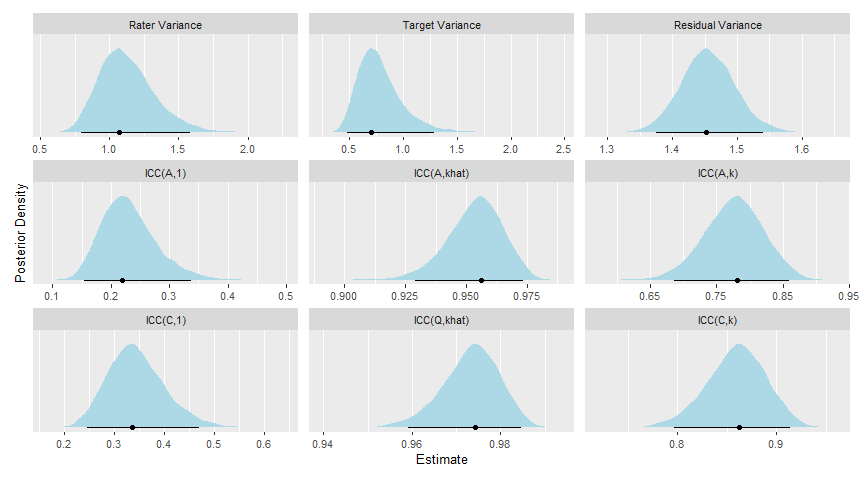 Rater Variance
Target Variance
Residual Variance
0.5 1.0 1.5 2.0
0.5 1.0 1.5 2.0 2.5
1.3 1.4 1.5 1.6
ICC(A,1)
ICC(A,khat)
ICC(A,k)
Posterior Density
0.1 0.2 0.3 0.4 0.5
0.900 0.925 0.950 0.975
0.65 0.75 0.85 0.95
ICC(C,1)
ICC(Q,khat)
ICC(C,k)
0.2 0.3 0.4 0.5 0.6
0.94 0.96 0.98
0.8 0.9
Estimate